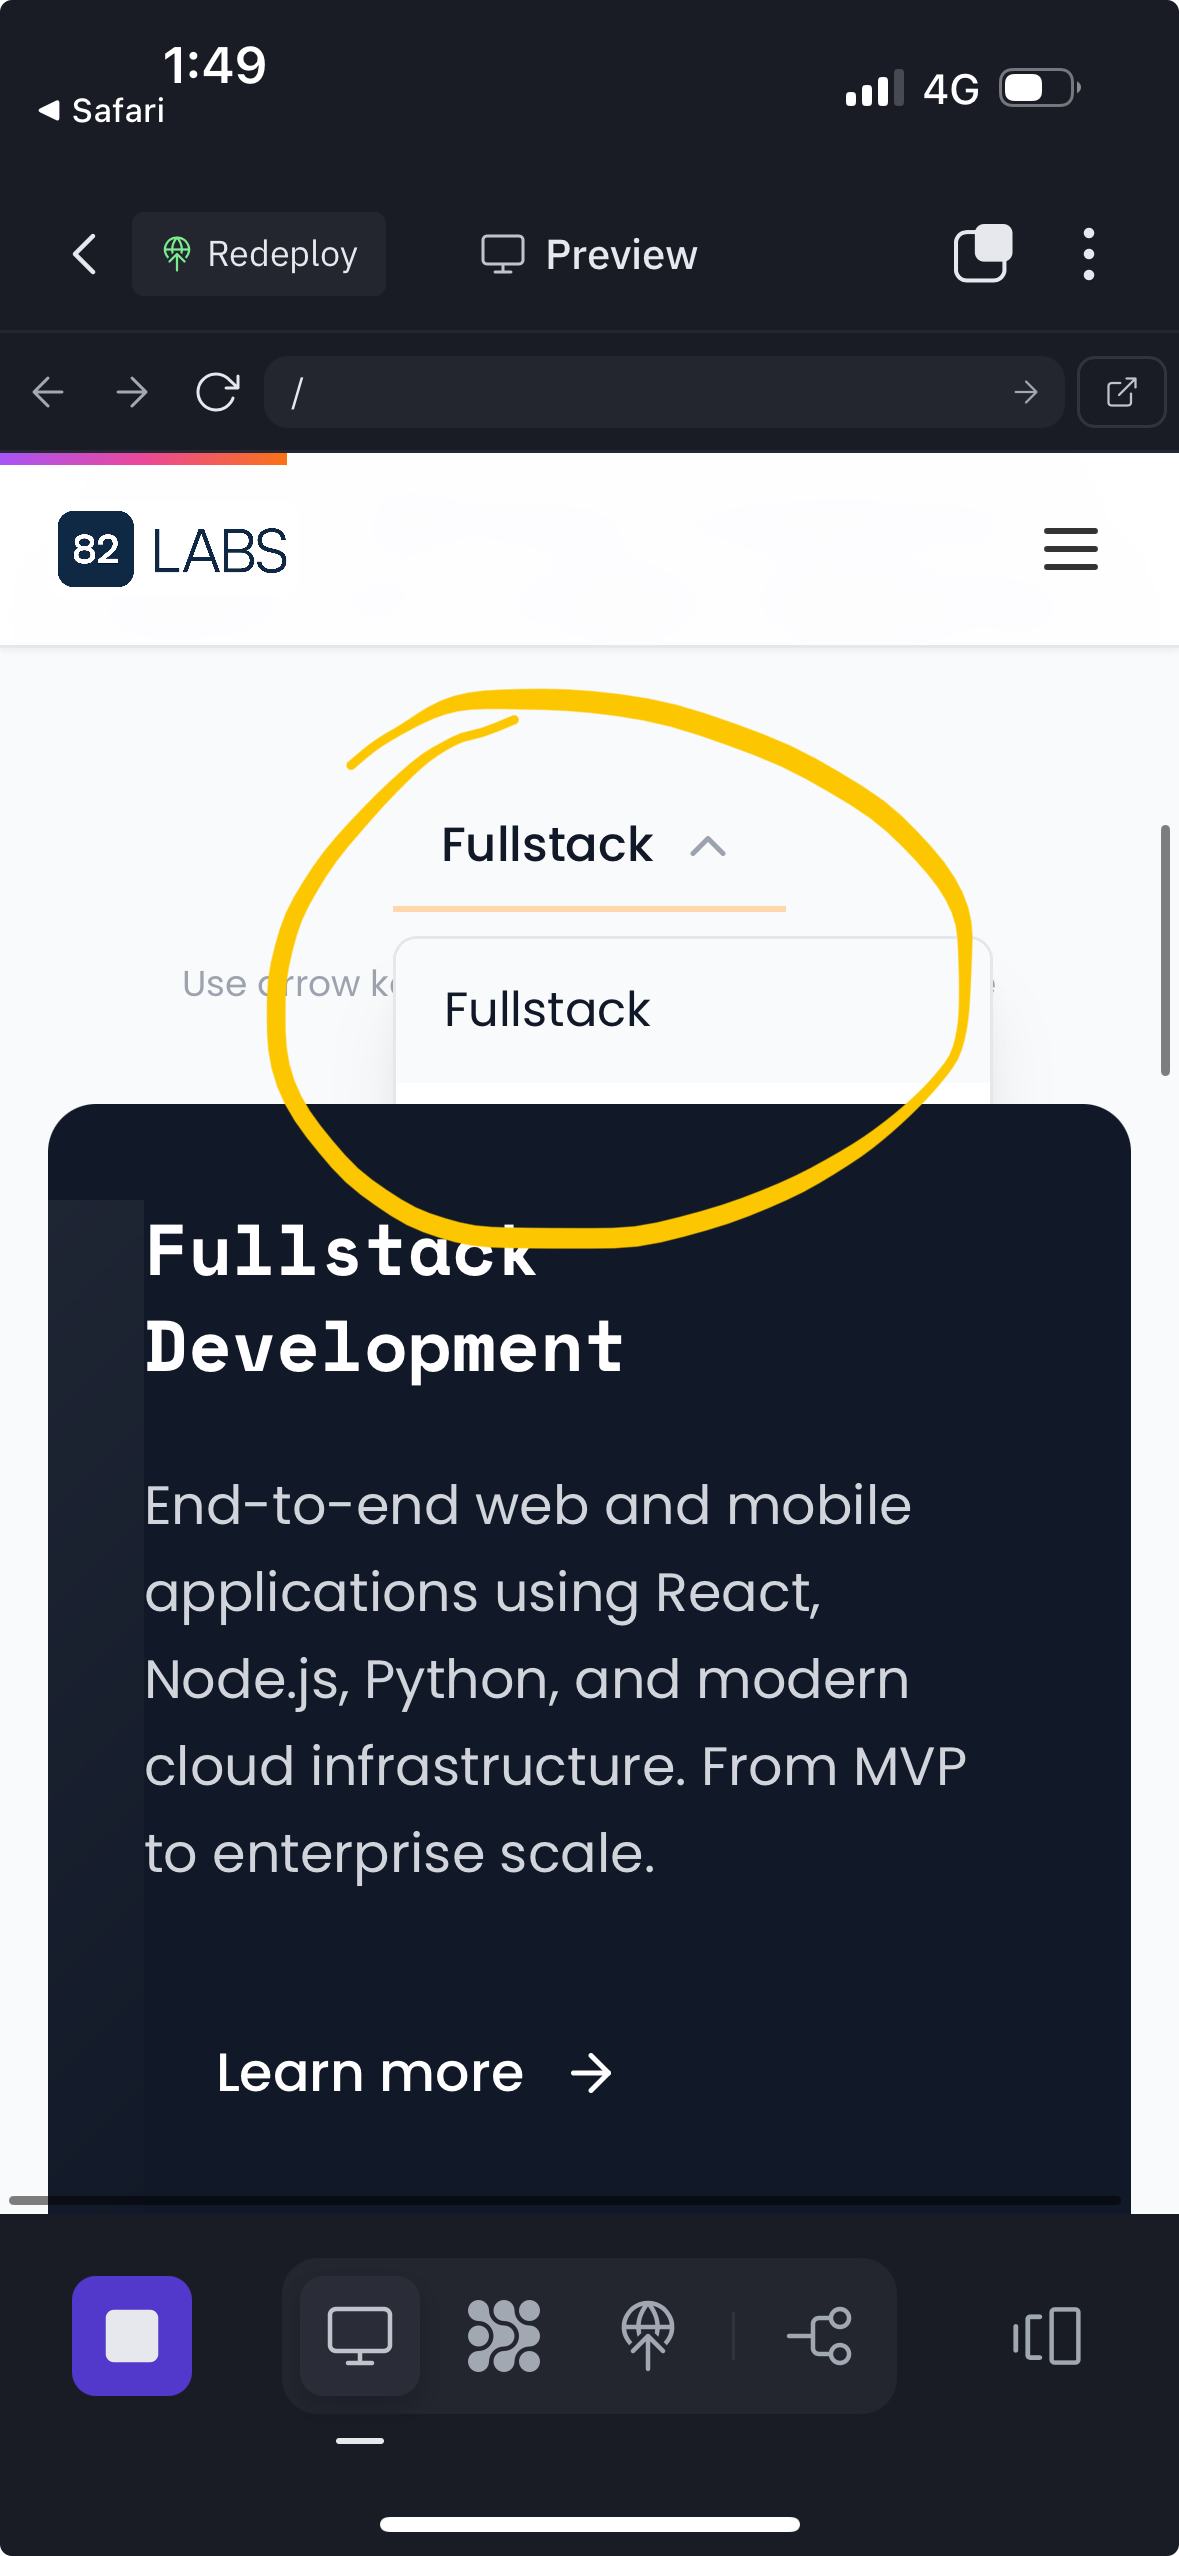 1:49
Safari
4G
Redeploy
Preview
/
82 LABS
Fullstack
Use arrow
Fullstack
Fullstack
Development
End-to-end web and mobile
applications using React,
Node.js, Python, and modern
cloud infrastructure. From MVP
to enterprise scale.
Learn more